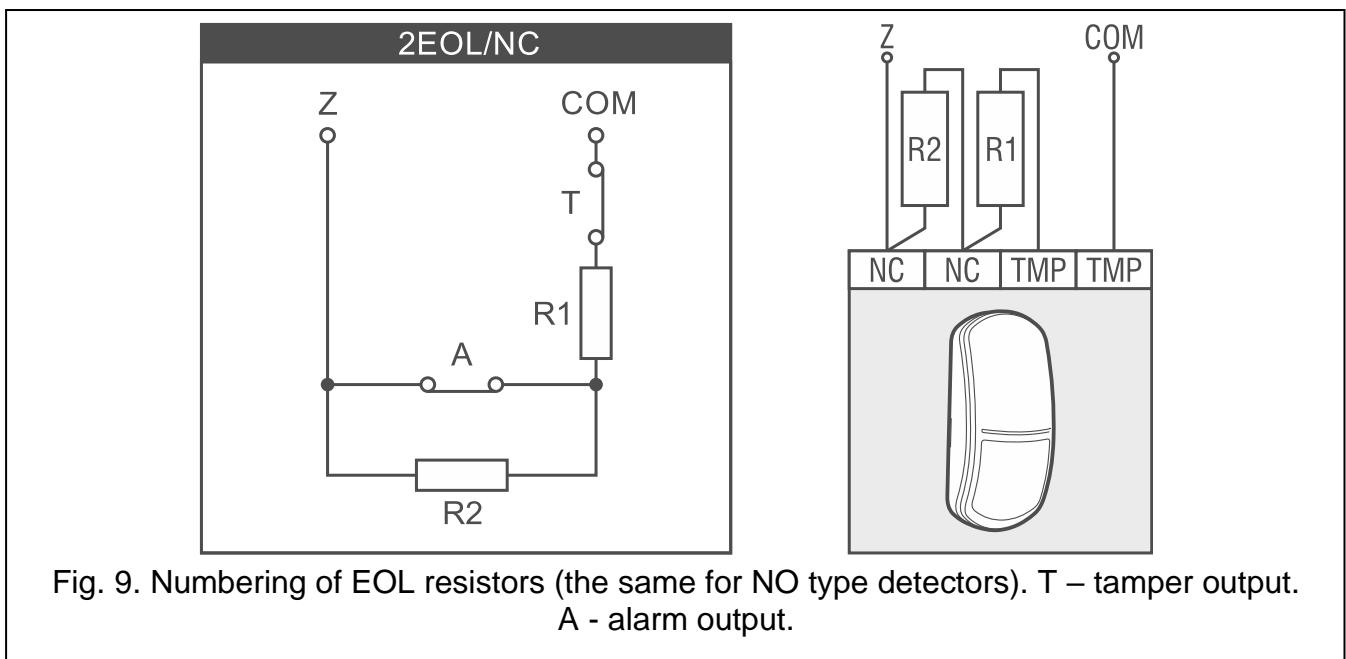 2EOL/NC
Z COM
T
R1
A
R2
Z COM
R2 R1
NC NC TMP TMP
Fig. 9. Numbering of EOL resistors (the same for NO type detectors). T – tamper output.
A - alarm output.